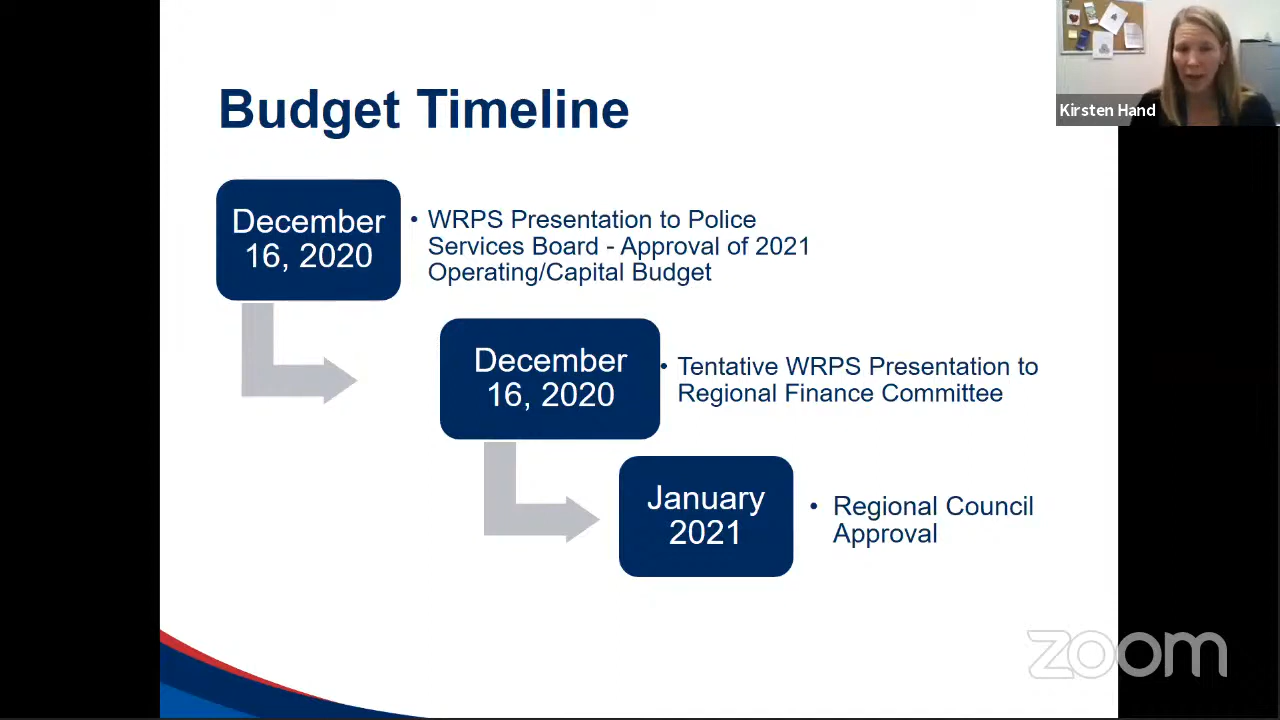 Kirsten Hand
Budget Timeline
December
16, 2020
• WRPS Presentation to Police
Services Board - Approval of 2021
Operating/Capital Budget
December
16, 2020
• Tentative WRPS Presentation to
Regional Finance Committee
January
2021
• Regional Council
Approval
zoom